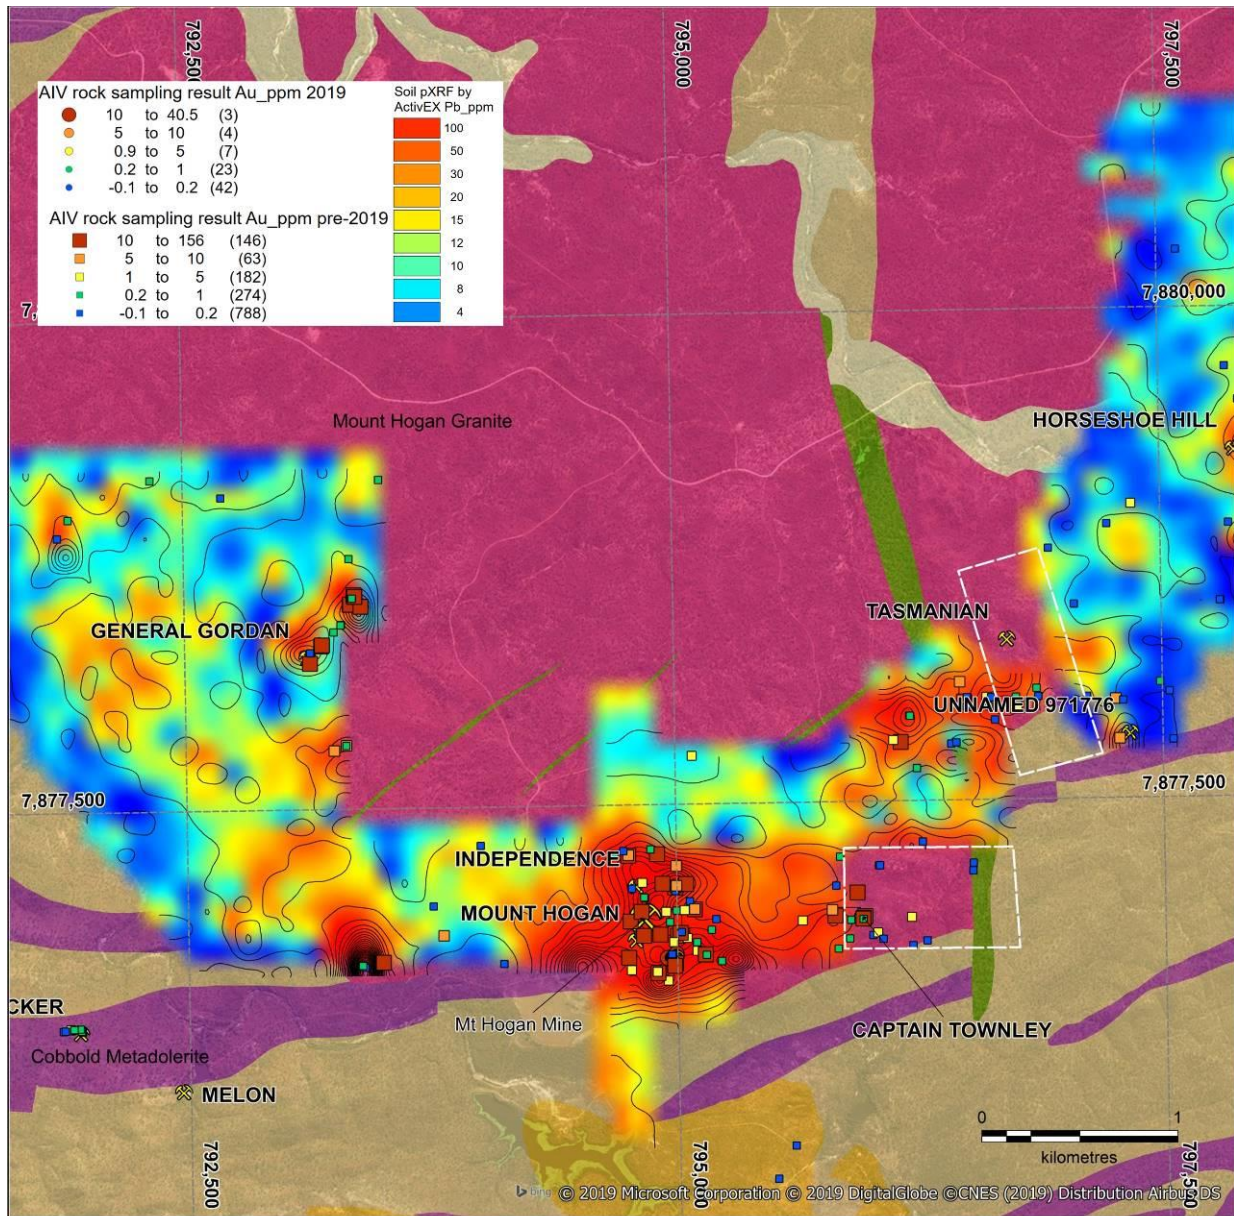 792,500
795,000
797,500
AIV rock sampling result Au_ppm 2019
10 to 40.5 (3)
5 to 10 (4)
0.9 to 5 (7)
0.2 to 1 (23)
-0.1 to 0.2 (42)
AIV rock sampling result Au_ppm pre-2019
10 to 156 (146)
5 to 10 (63)
1 to 5 (182)
0.2 to 1 (274)
-0.1 to 0.2 (788)
Soil pXRF by
ActivEX Pb_ppm
100
50
30
20
15
12
10
8
4
7,880,000
Mount Hogan Granite
HORSESHOE HILL
TASMANIAN
GENERAL GORDAN
UNNAMED 971776
7,877,500
7,877,500
INDEPENDENCE
MOUNT HOGAN
CKER
Mt Hogan Mine
CAPTAIN TOWNLEY
Cobbold Metadolerite
MELON
0 1
kilometres
792,500
795,000
797,500
bing © 2019 Microsoft Corporation © 2019 DigitalGlobe ©CNES (2019) Distribution Airbus DS